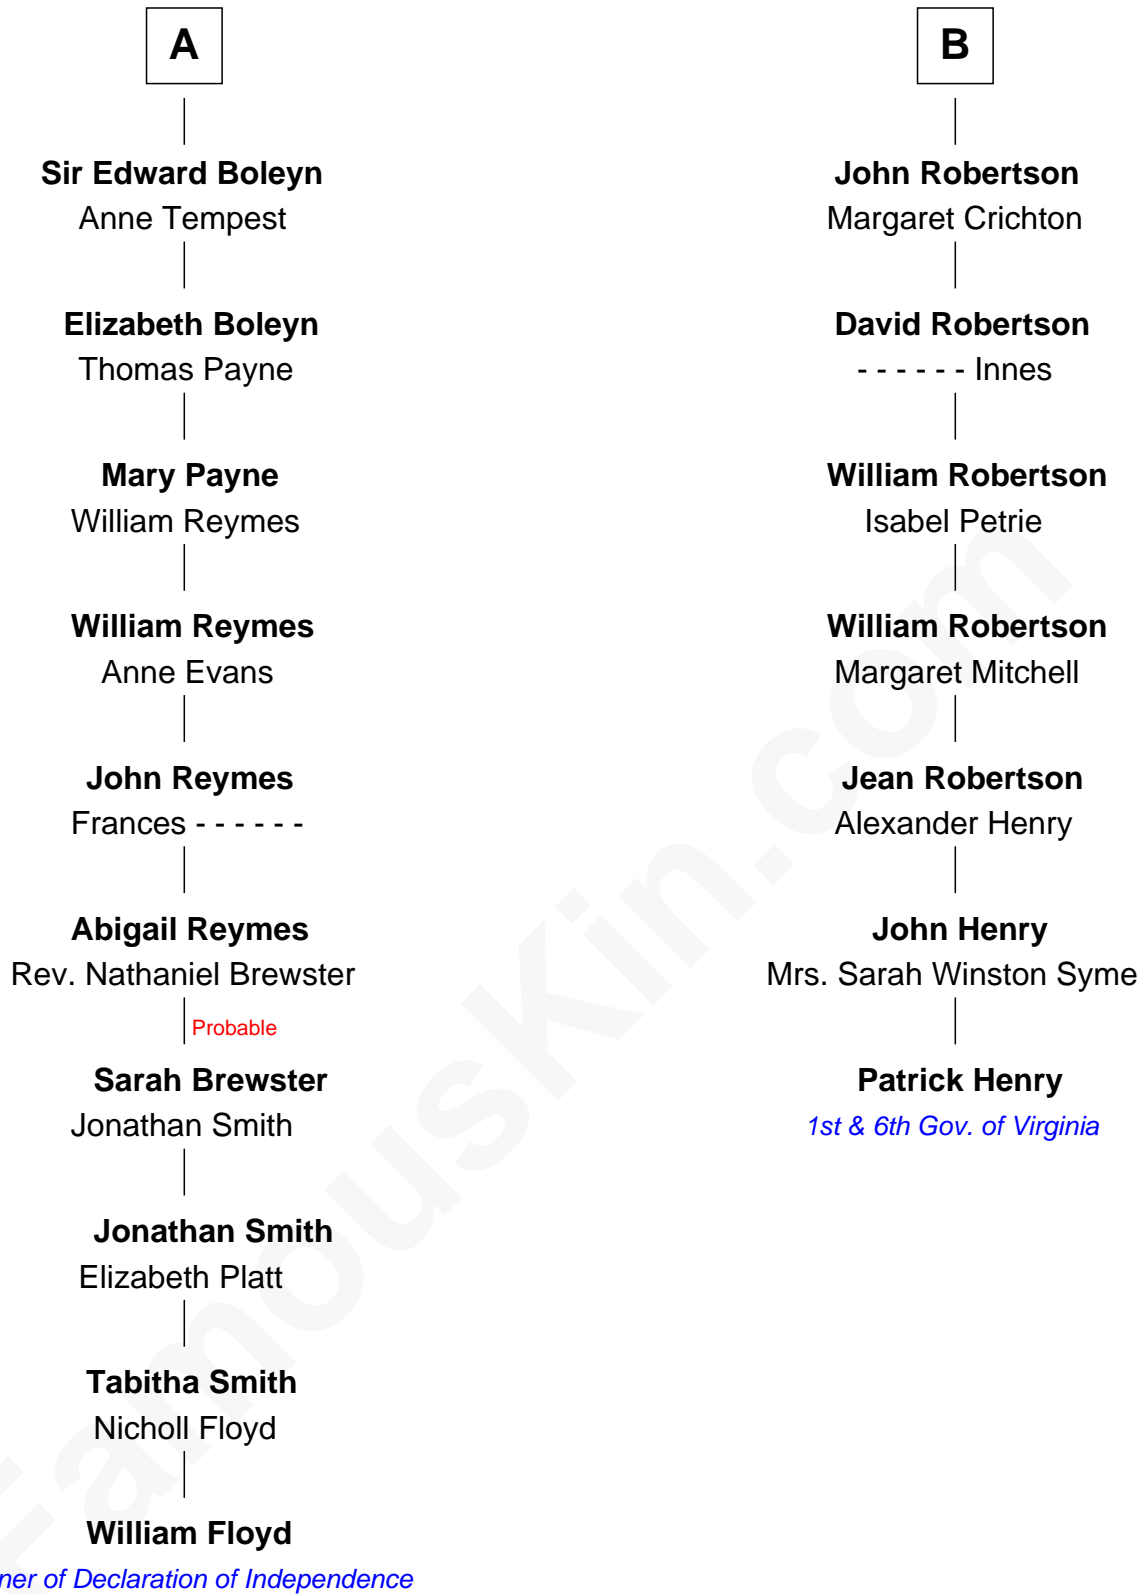 A
Sir Edward Boleyn
Anne Tempest
Elizabeth Boleyn
Thomas Payne
Mary Payne
William Reymes
William Reymes
Anne Evans
John Reymes
Frances - - - - - -
Abigail Reymes
Rev. Nathaniel Brewster
Probable
Sarah Brewster
Jonathan Smith
Jonathan Smith
Elizabeth Platt
Tabitha Smith
Nicholl Floyd
William Floyd
ner of Declaration of Independence
B
John Robertson
Margaret Crichton
David Robertson
- - - - - - Innes
William Robertson
Isabel Petrie
William Robertson
Margaret Mitchell
Jean Robertson
Alexander Henry
John Henry
Mrs. Sarah Winston Syme
Patrick Henry
1st & 6th Gov. of Virginia
FamousKin.com